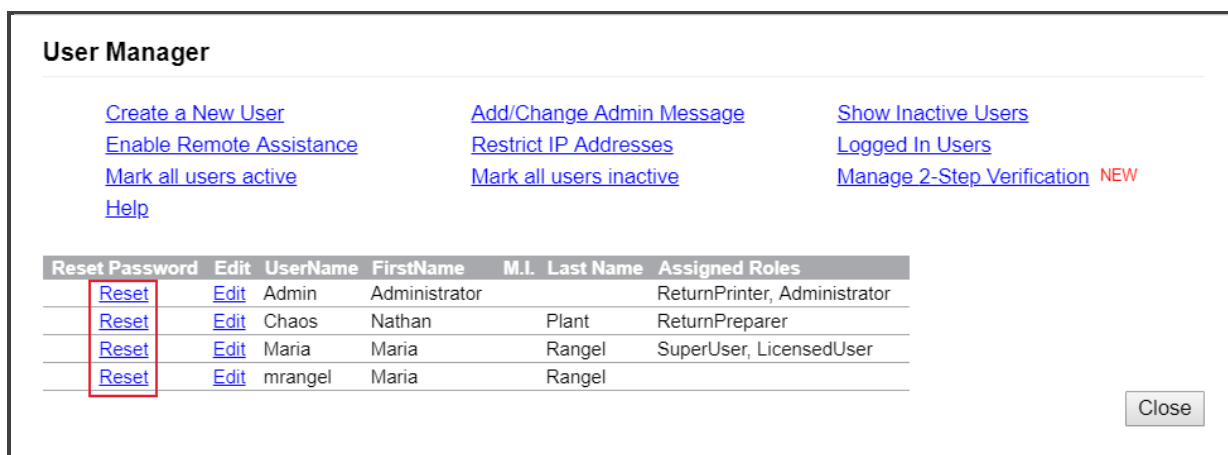 User Manager
Create a New User Add/Change Admin Message Show Inactive Users
Enable Remote Assistance Restrict IP Addresses Logged In Users
Mark all users active Mark all users inactive Manage 2-Step Verification NEW
Help
Reset Password Edit UserName FirstName M.I. Last Name Assigned Roles
Reset Edit Admin Administrator ReturnPrinter, Administrator
Reset Edit Chaos Nathan Plant ReturnPreparer
Reset Edit Maria Maria Rangel SuperUser, LicensedUser
Reset Edit mrangel Maria Rangel
Close